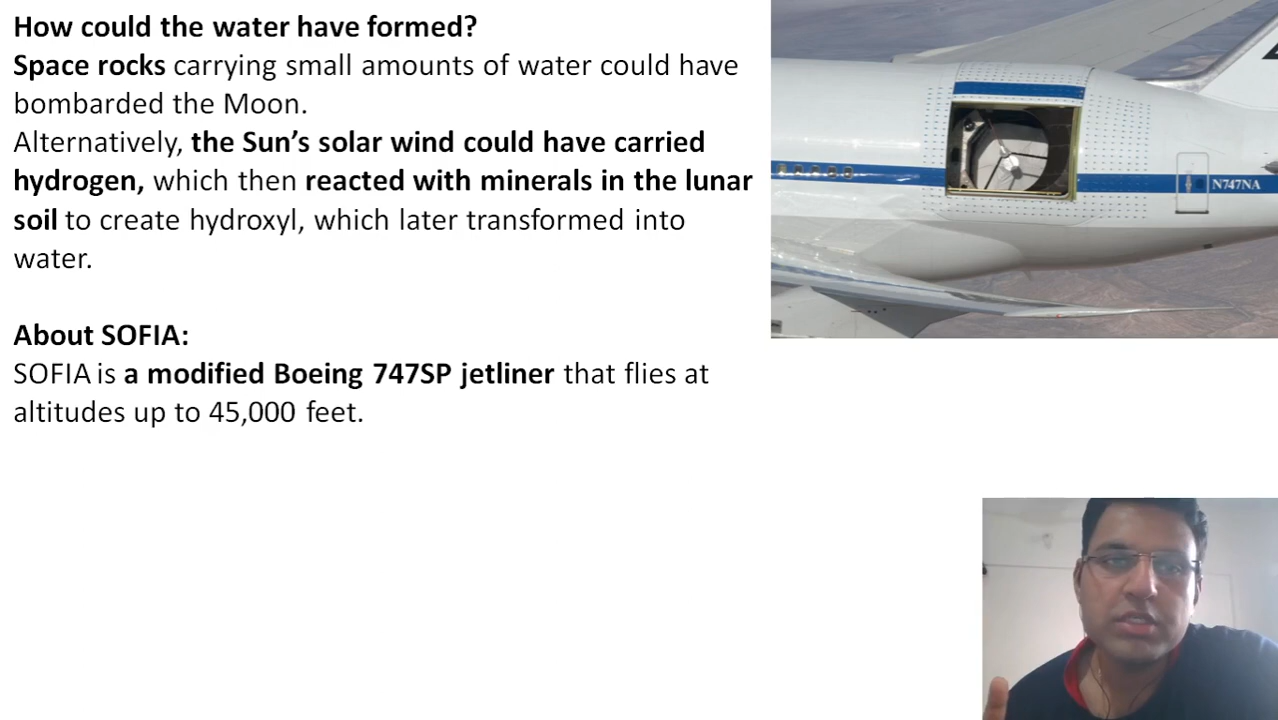 How could the water have formed?
Space rocks carrying small amounts of water could have
bombarded the Moon.
Alternatively, the Sun’s solar wind could have carried
hydrogen, which then reacted with minerals in the lunar
soil to create hydroxyl, which later transformed into
water.
About SOFIA:
SOFIA is a modified Boeing 747SP jetliner that flies at
altitudes up to 45,000 feet.
N747NA